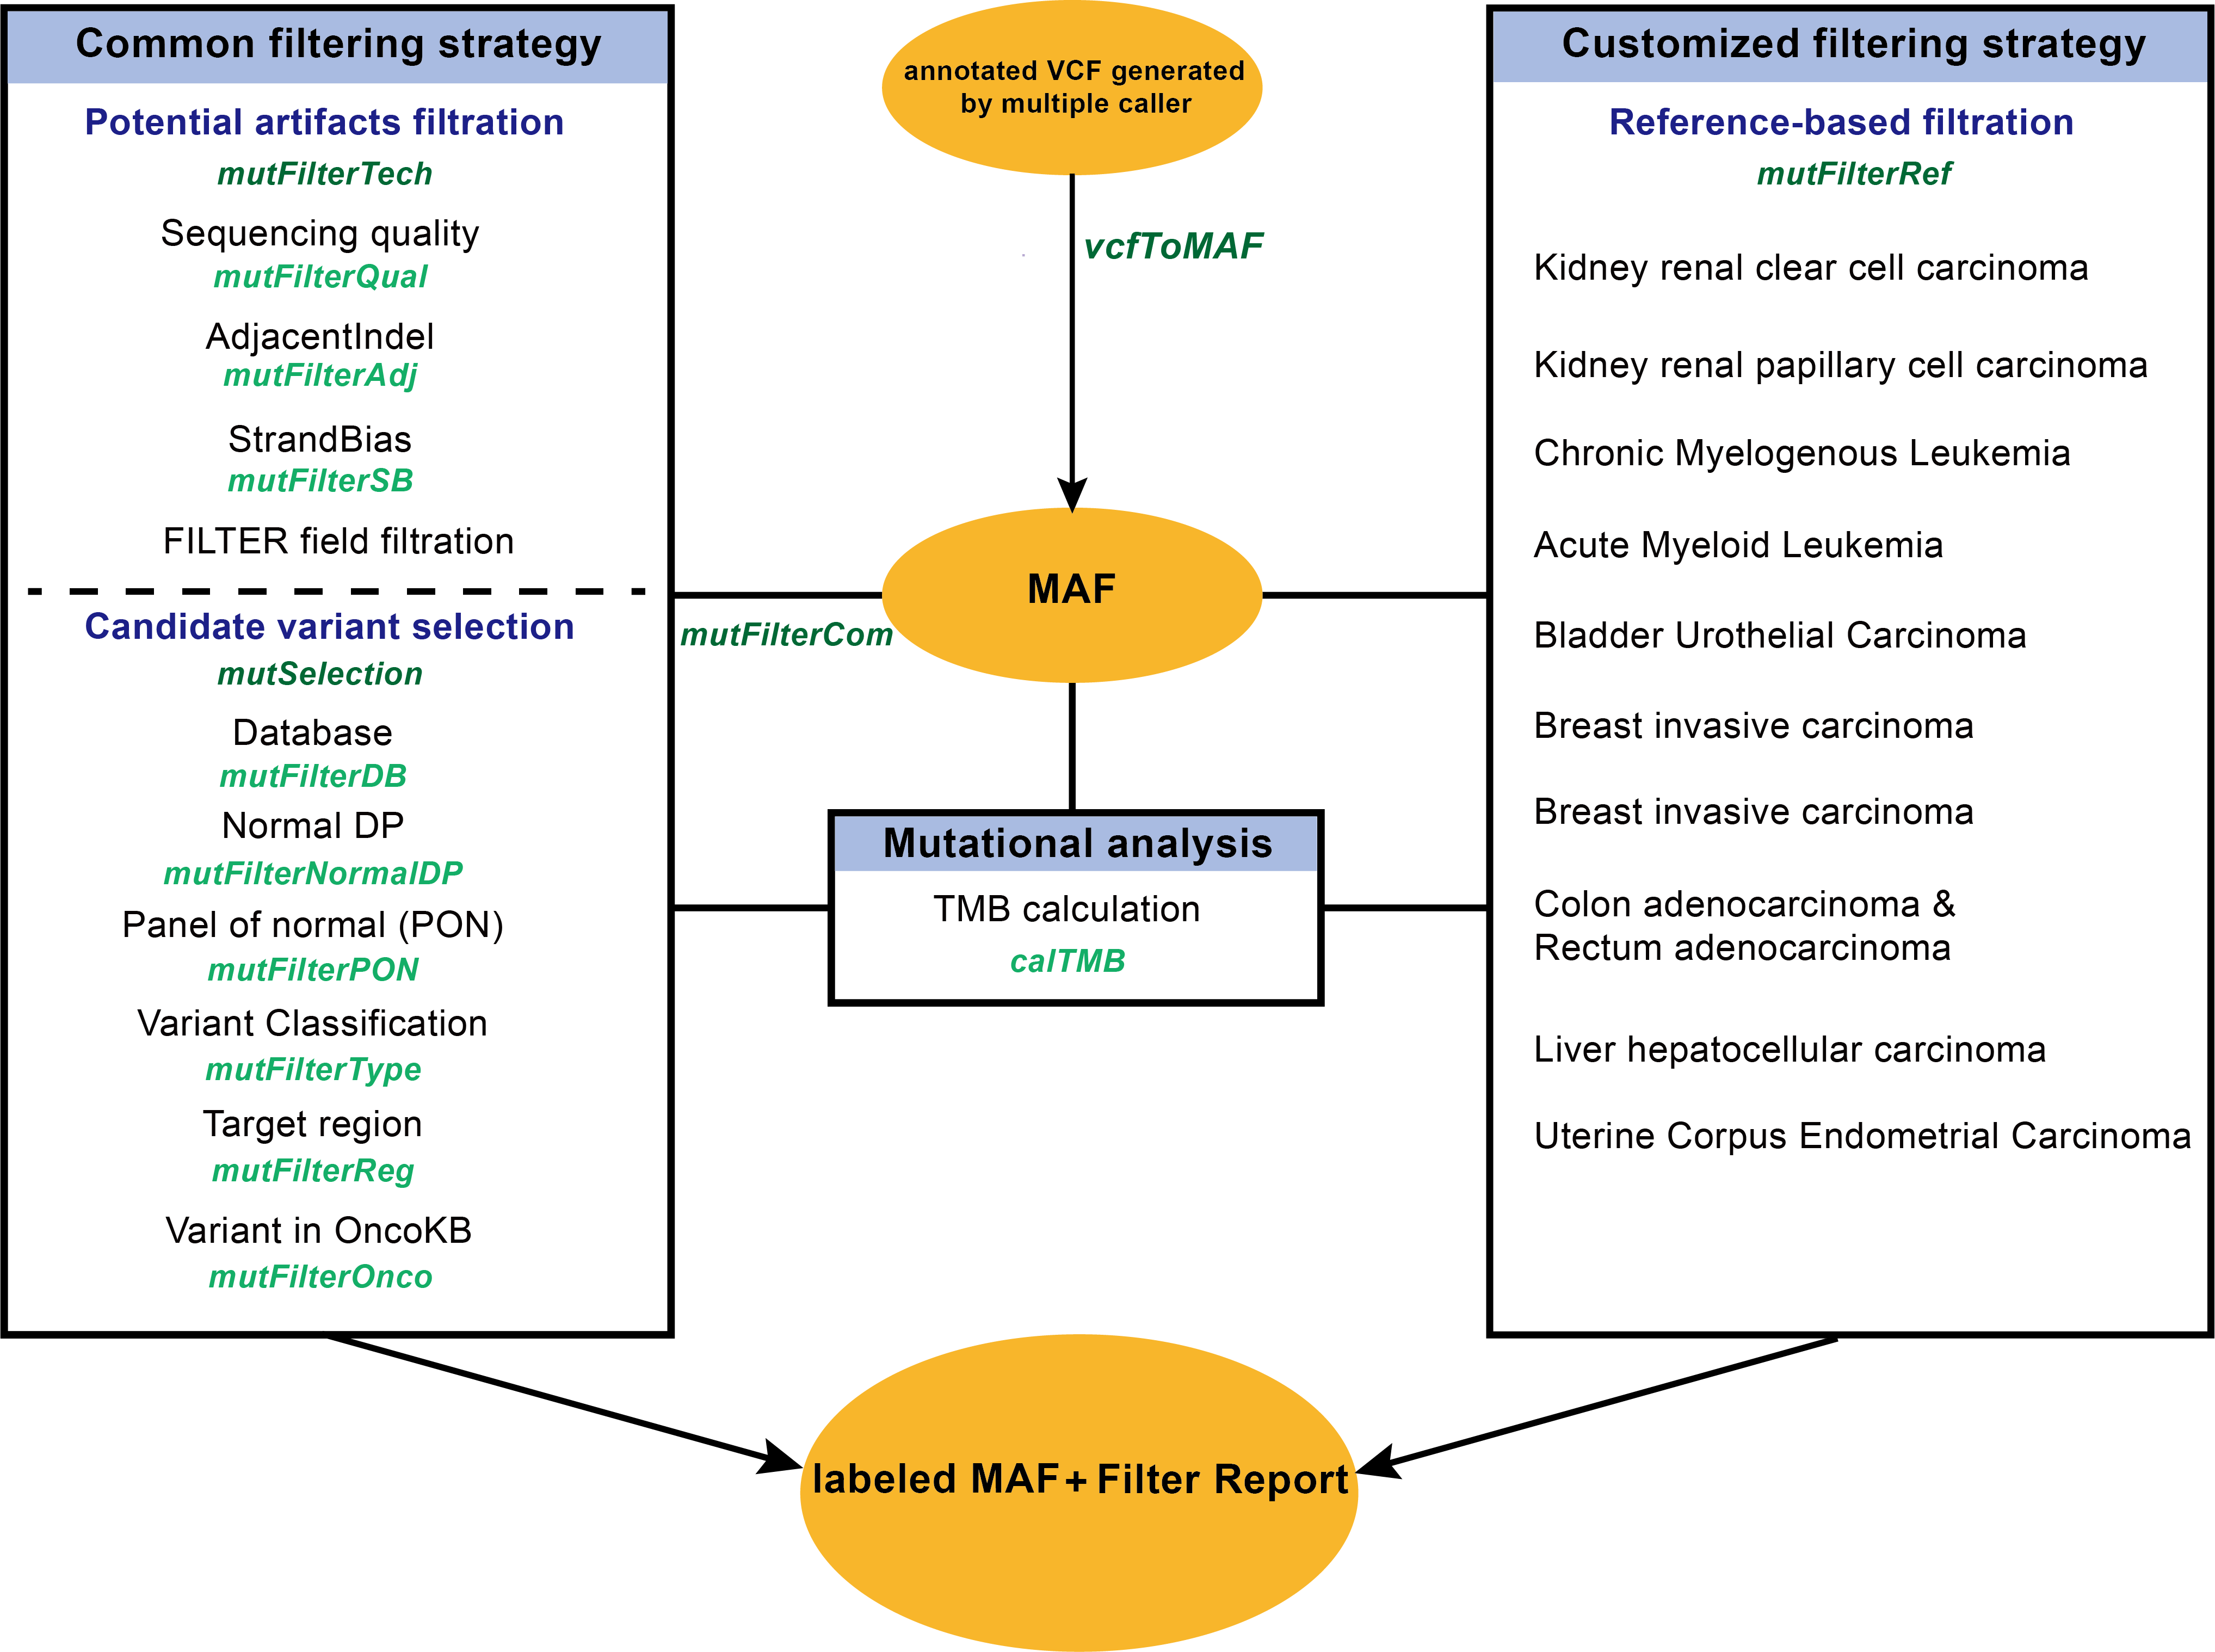 Common filtering strategy
Potential artifacts filtration
mutFilterTech
Sequencing quality
mutFilterQual
AdjacentIndel
mutFilterAdj
StrandBias
mutFilterSB
FILTER field filtration
Candidate variant selection
mutSelection
Database
mutFilterDB
Normal DP
mutFilterNormalDP
Panel of normal (PON)
mutFilterPON
Variant Classification
mutFilterType
Target region
mutFilterReg
Variant in OncoKB
mutFilterOnco
annotated VCF generated
by multiple caller
vcfToMAF
MAF
mutFilterCom
Mutational analysis
TMB calculation
calTMB
Customized filtering strategy
Reference-based filtration
mutFilterRef
Kidney renal clear cell carcinoma
Kidney renal papillary cell carcinoma
Chronic Myelogenous Leukemia
Acute Myeloid Leukemia
Bladder Urothelial Carcinoma
Breast invasive carcinoma
Breast invasive carcinoma
Colon adenocarcinoma &
Rectum adenocarcinoma
Liver hepatocellular carcinoma
Uterine Corpus Endometrial Carcinoma
labeled MAF + Filter Report